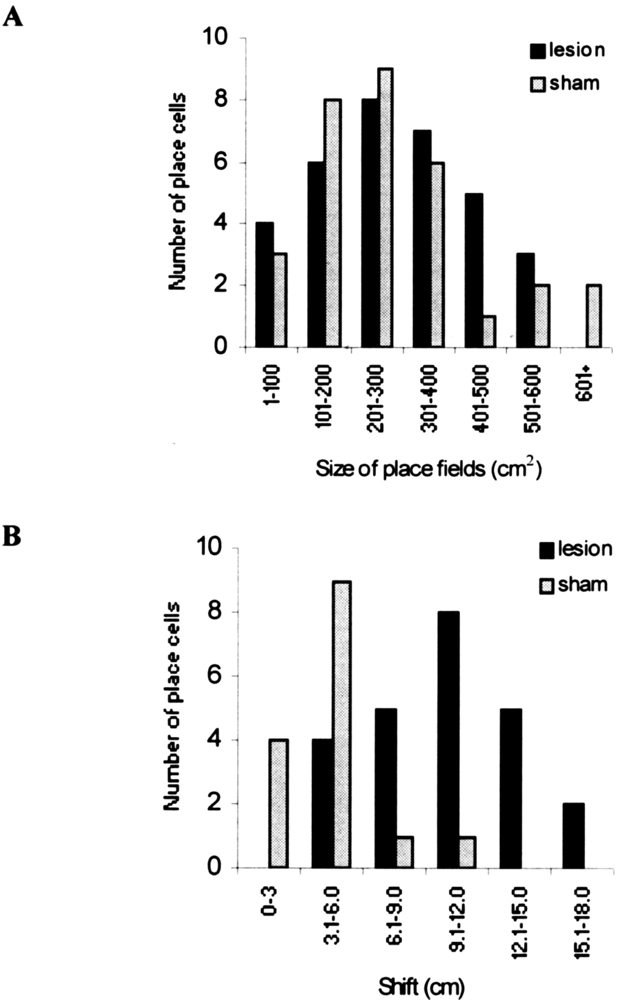 A
10
8
6
4
2
0
Number of place cells
lesion
sham
1-100
101-200
201-300
301-400
401-500
501-600
601+
Size of place fields (cm²)
B
10
8
6
4
2
0
Number of place cells
lesion
sham
0-3
3.1-6.0
6.1-9.0
9.1-12.0
12.1-15.0
15.1-18.0
Shift (cm)